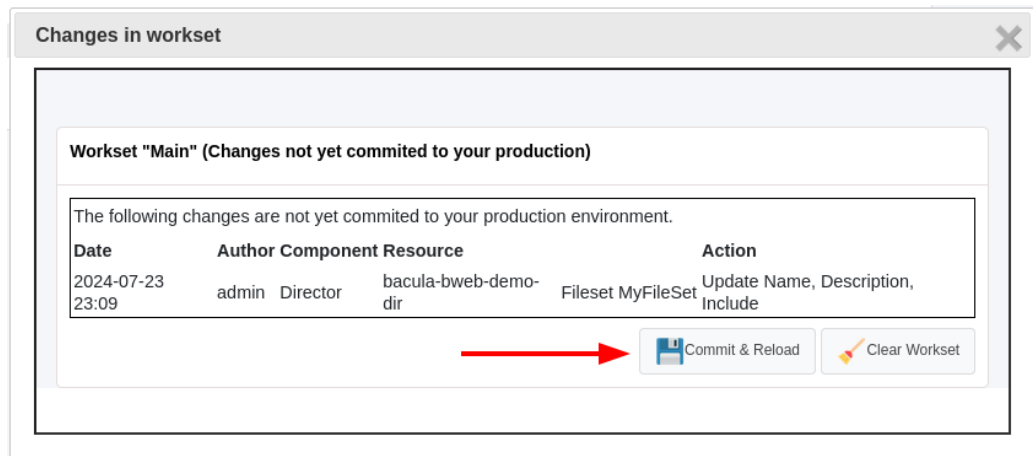 Changes in workset
Workset "Main" (Changes not yet commited to your production)
The following changes are not yet commited to your production environment.
Date Author Component Resource Action
2024-07-23 23:09 admin Director bacula-bweb-demo-dir Fileset MyFileSet Update Name, Description, Include
Commit & Reload Clear Workset